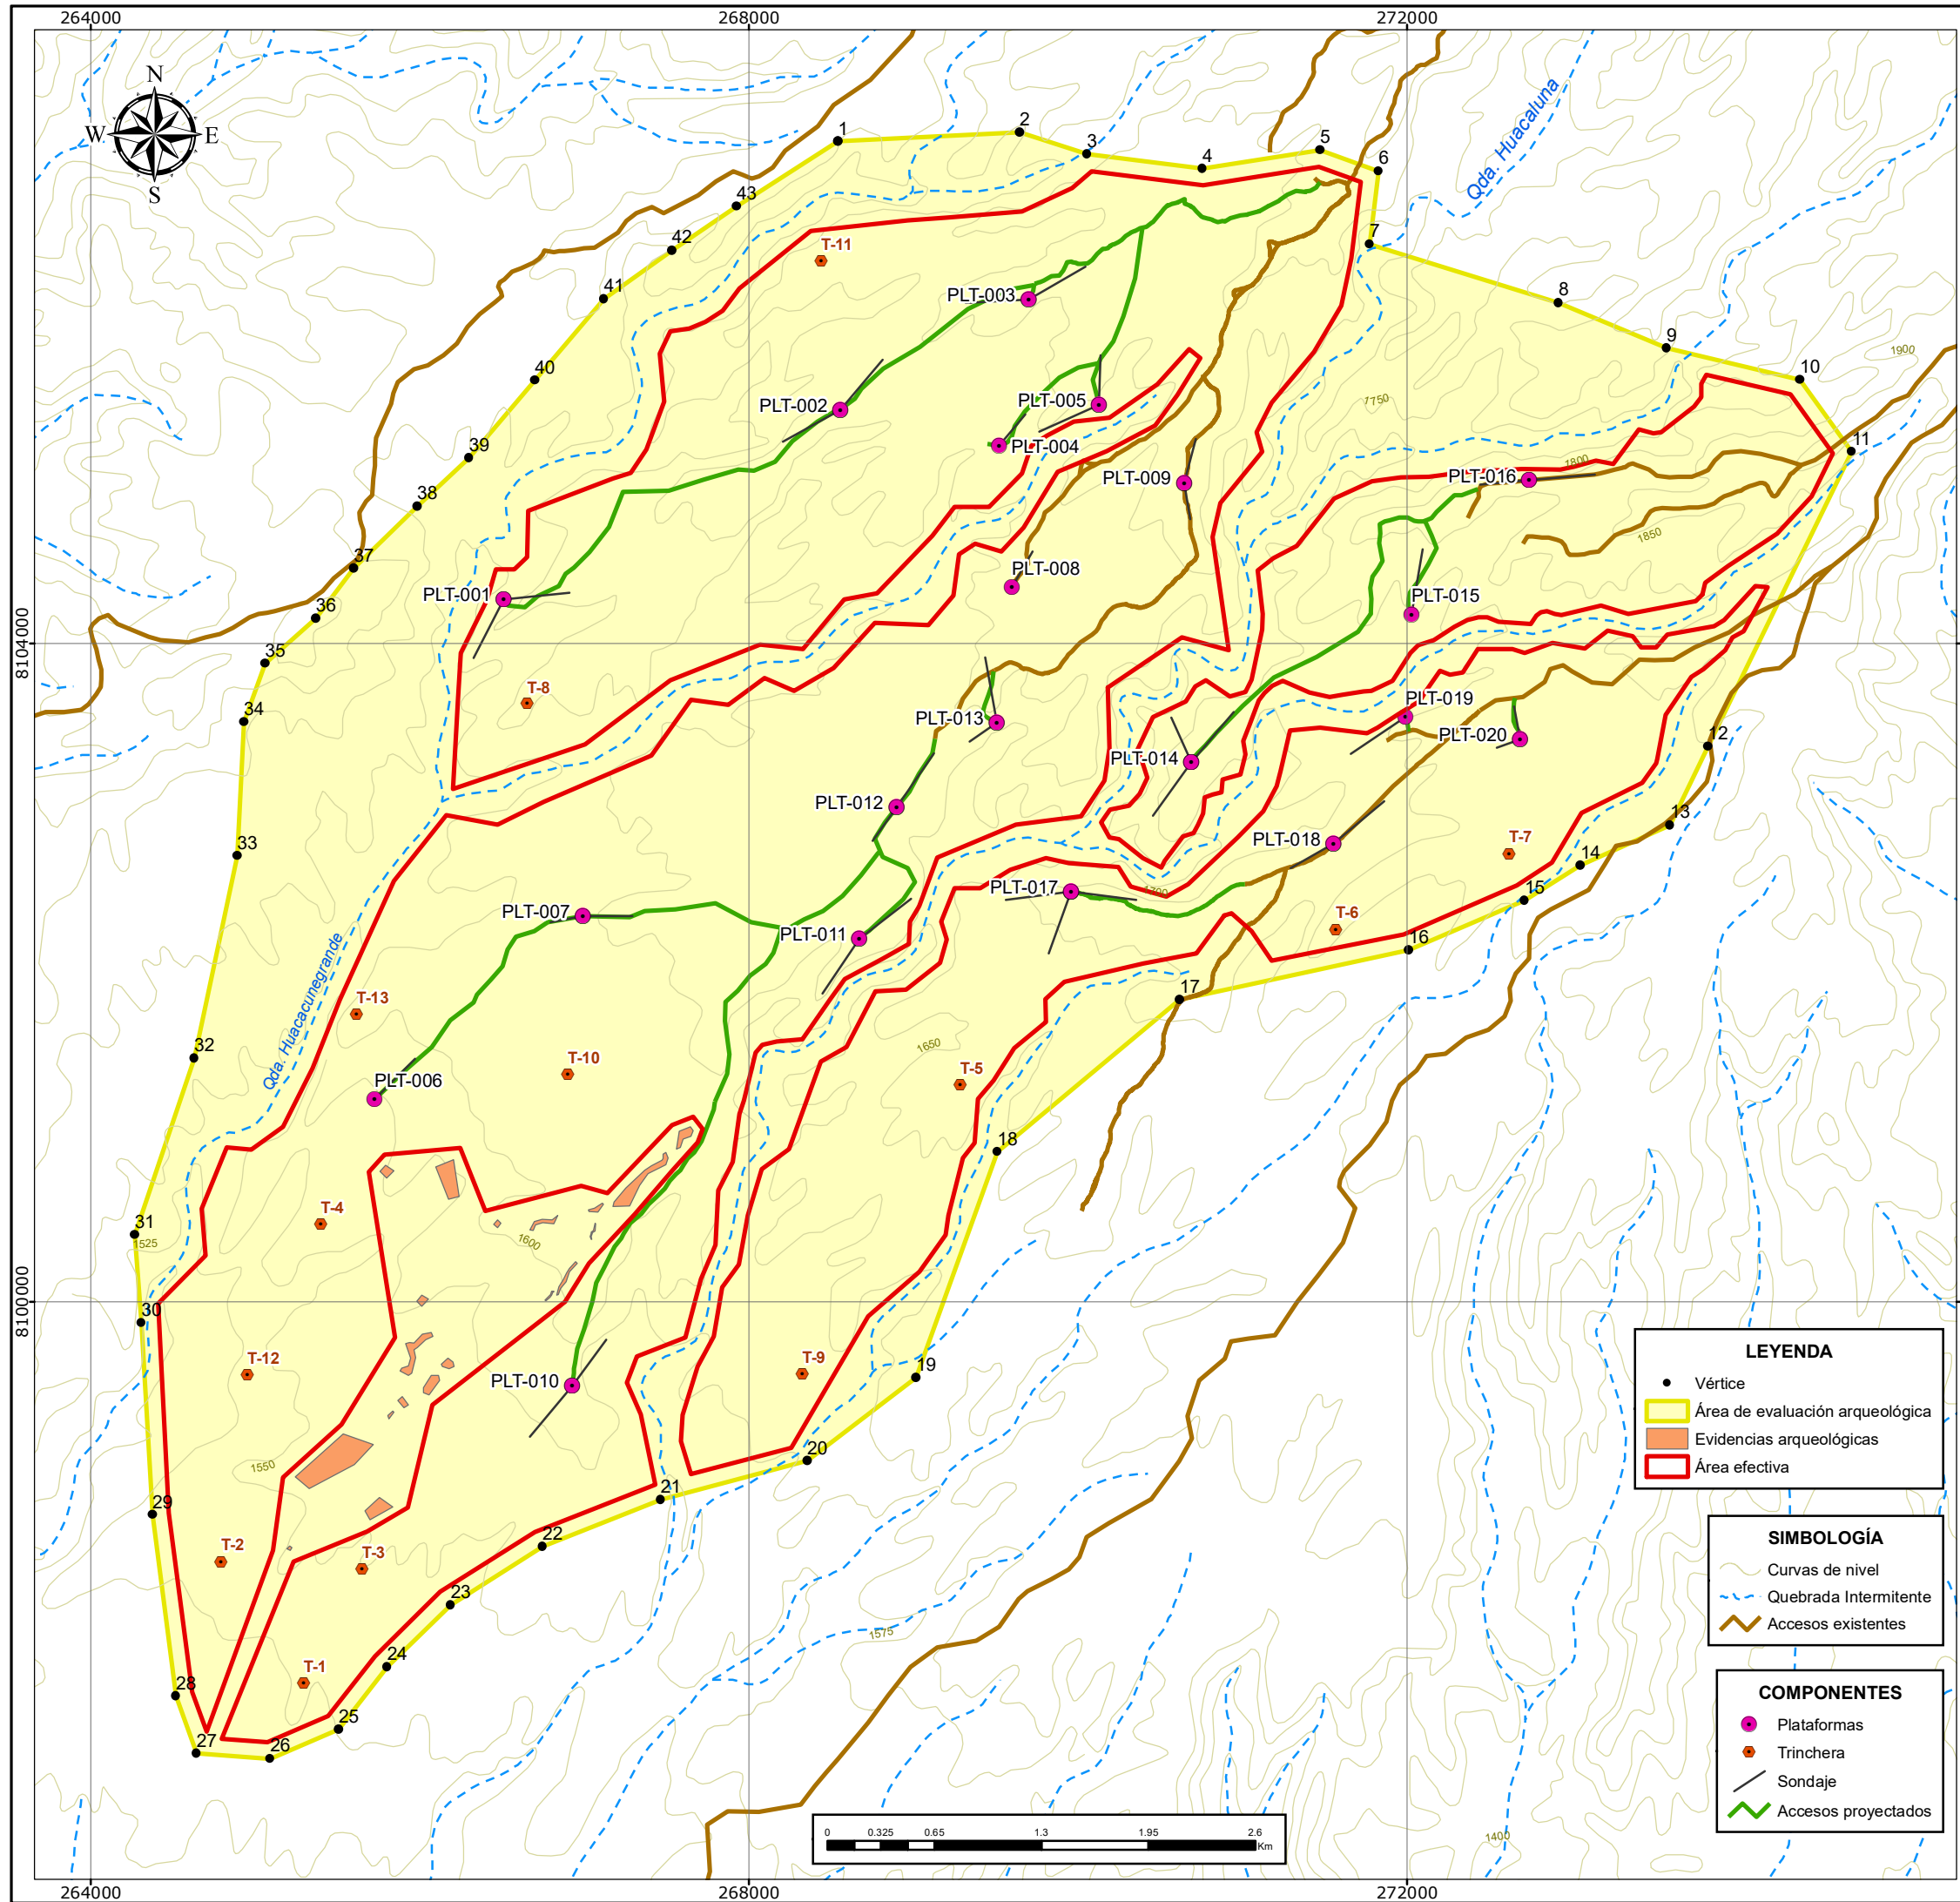 264000 268000 272000
N
W E
S
1
2
3
4
5
6
7
8
9
10
11
12
13
14
15
16
17
18
19
20
21
22
23
24
25
26
27
28
29
30
31
32
33
34
35
36
37
38
39
40
41
42
43
Qda. Huacaluna
Qda. Huacacunegrande
T-11
PLT-003
PLT-002
PLT-005
PLT-004
PLT-009
PLT-016
PLT-001
PLT-008
PLT-015
T-8
PLT-013
PLT-019
PLT-020
PLT-014
PLT-012
PLT-018
T-7
PLT-017
PLT-007
PLT-011
T-6
T-13
T-10
T-5
PLT-006
T-4
T-12
T-9
PLT-010
T-2
T-3
T-1
1900
1750
1800
1850
1700
1650
1525
1600
1550
1575
1400
8104000
8100000
LEYENDA
Vértice
Área de evaluación arqueológica
Evidencias arqueológicas
Área efectiva
SIMBOLOGÍA
Curvas de nivel
Quebrada Intermitente
Accesos existentes
COMPONENTES
Plataformas
Trinchera
Sondaje
Accesos proyectados
0 0.325 0.65 1.3 1.95 2.6
Km
264000 268000 272000